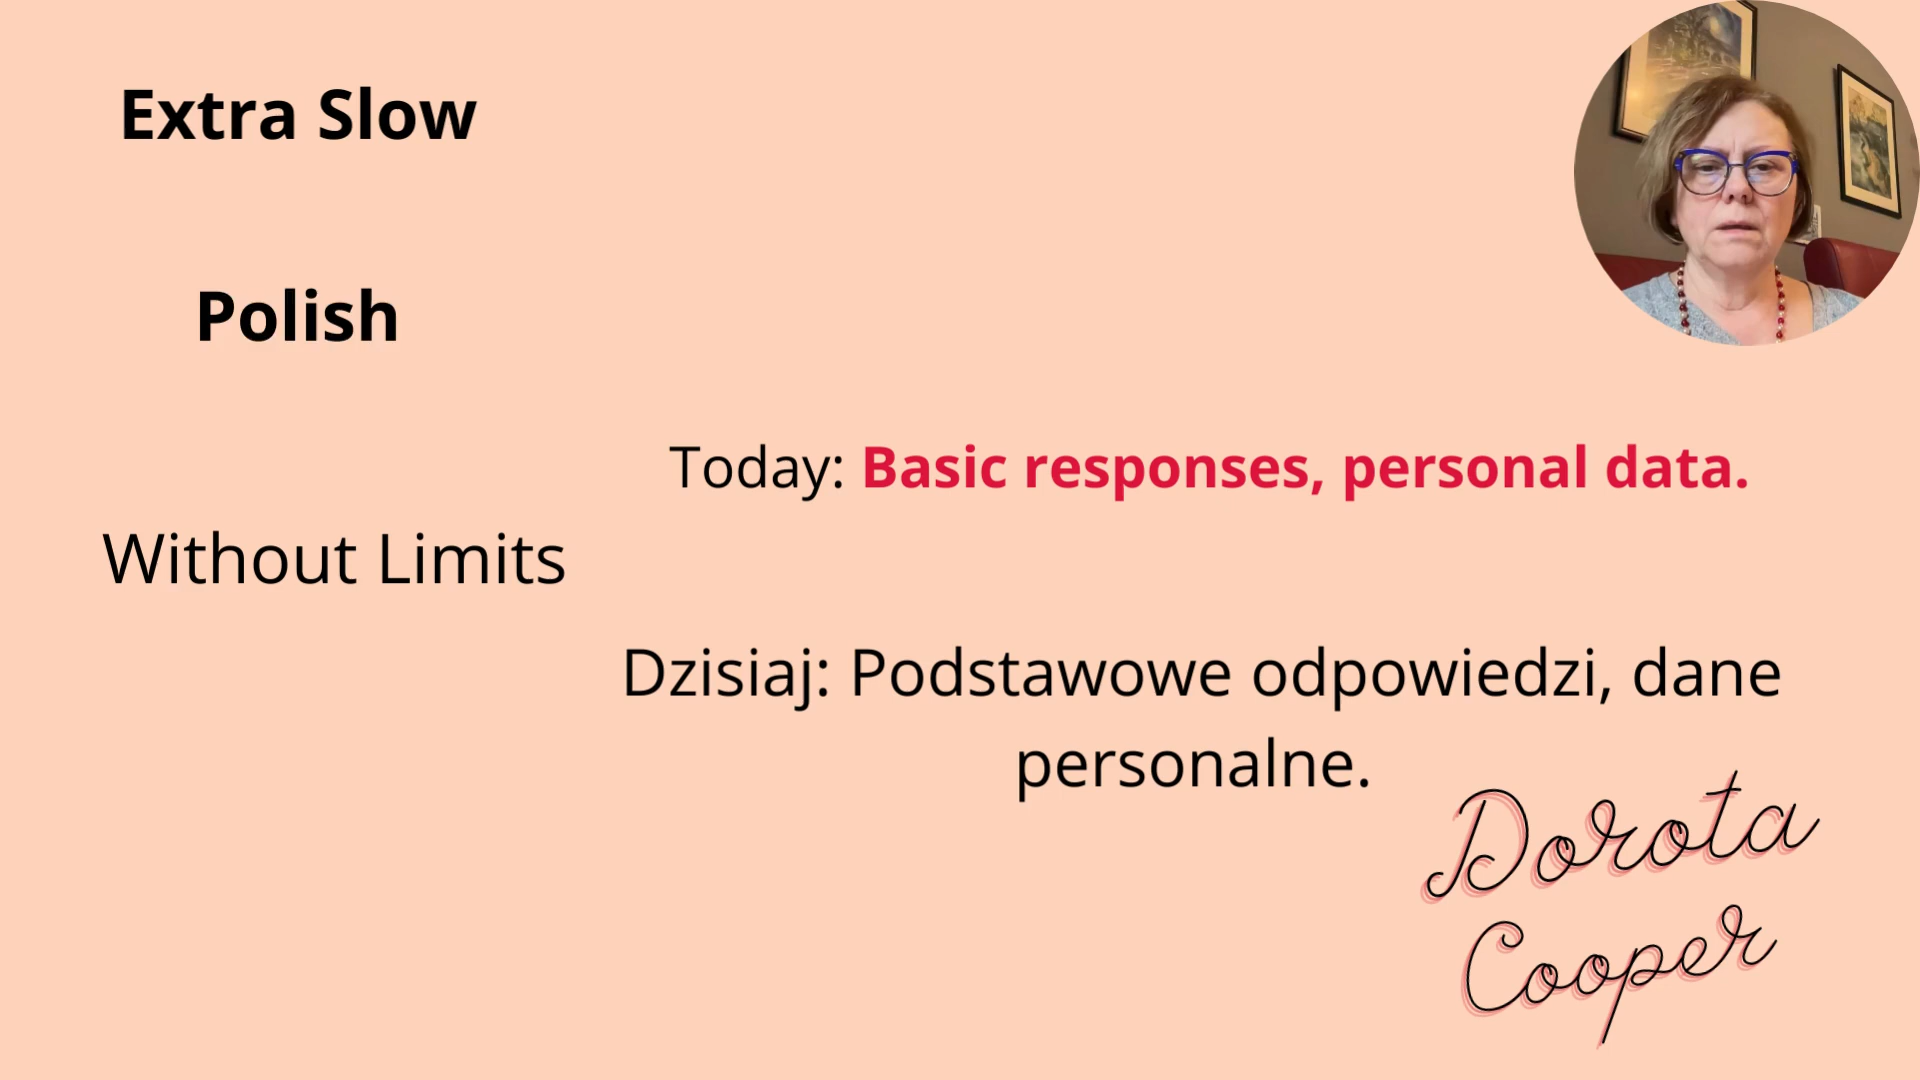 Extra Slow
Polish
Without Limits
Today: Basic responses, personal data.
Dzisiaj: Podstawowe odpowiedzi, dane
personalne.
Dorota
Cooper